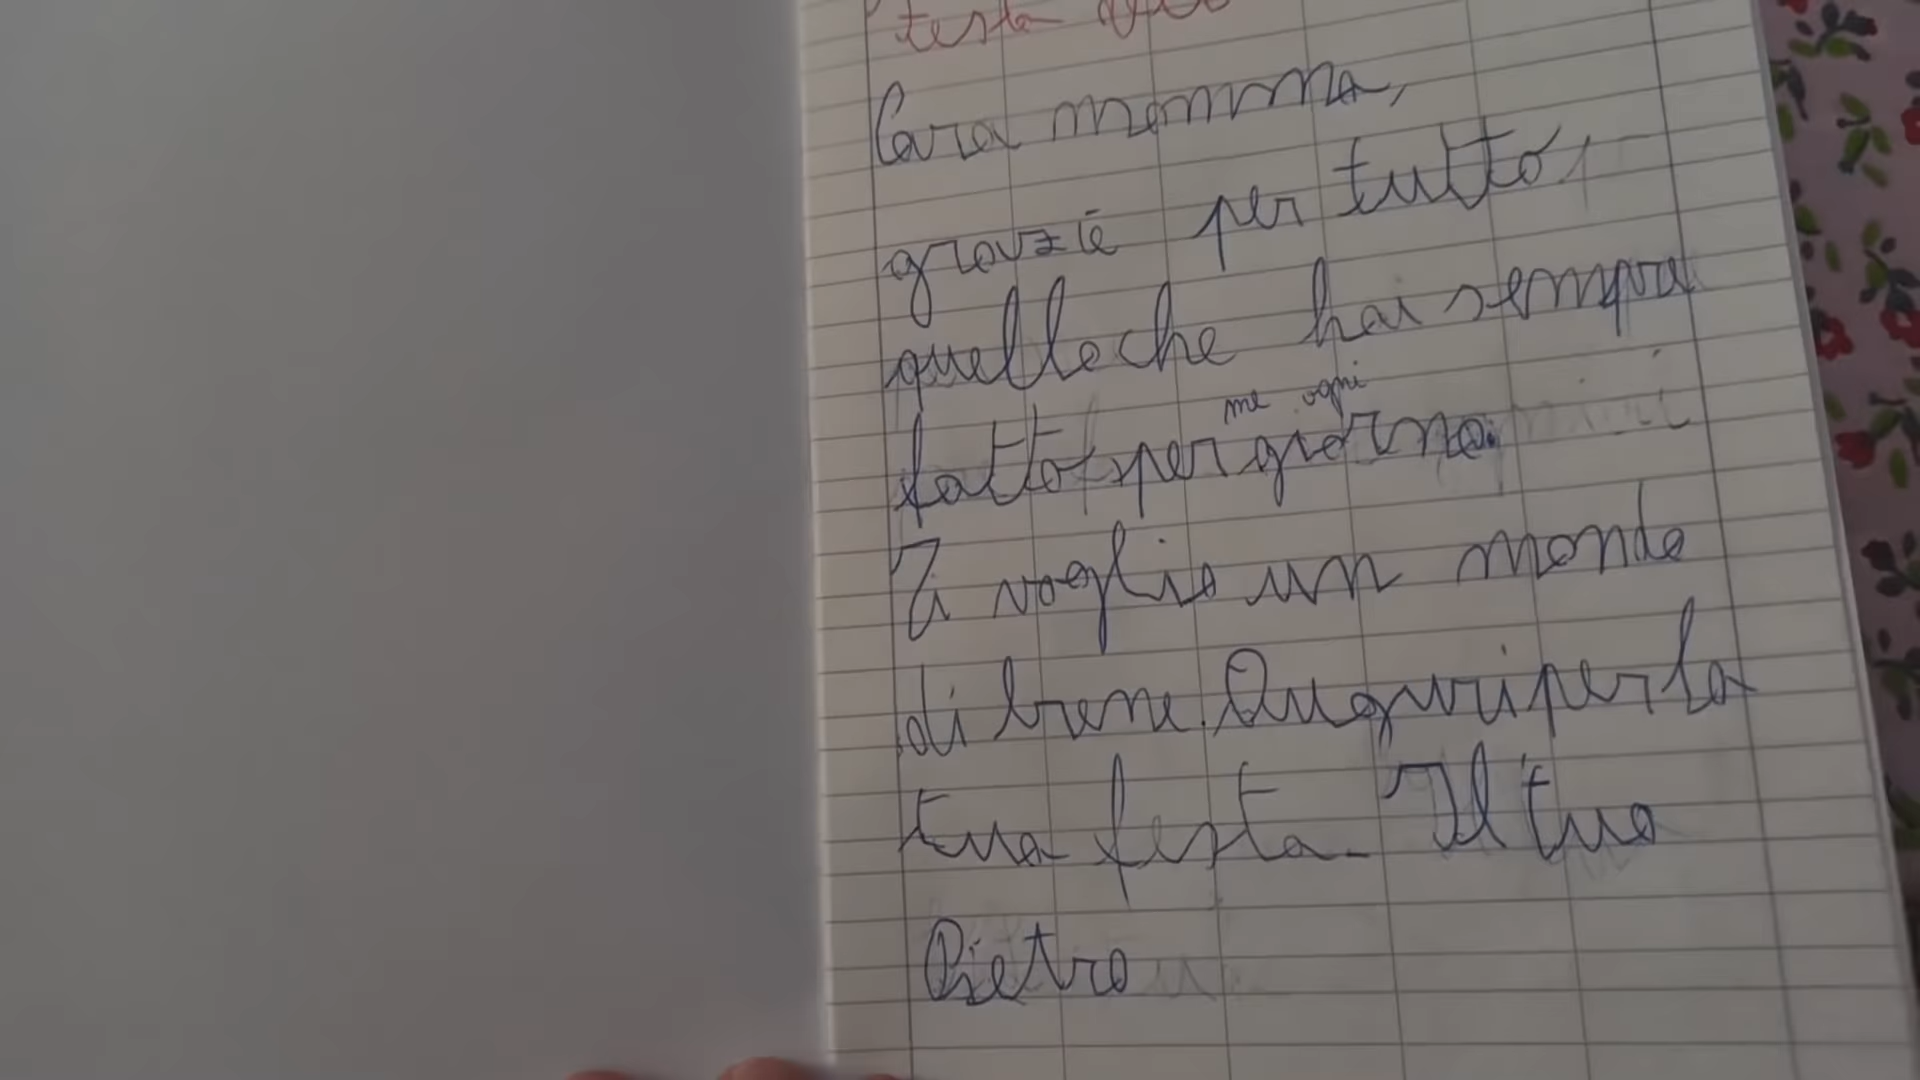 Cara mamma,
grazie per tutto
quello che hai sempre
me ogni
fatto per giorno.
Ti voglio un mondo
di bene. Auguri per la
tua festa. Il tuo
Pietro